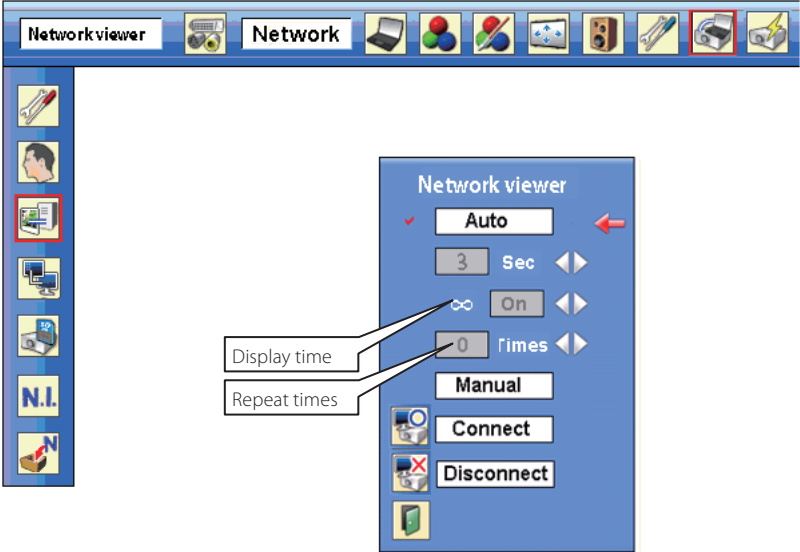 Network viewer Network
Network viewer
Auto
3 Sec
∞ On
0 Times
Display time
Repeat times
Manual
Connect
Disconnect
N.I.
N